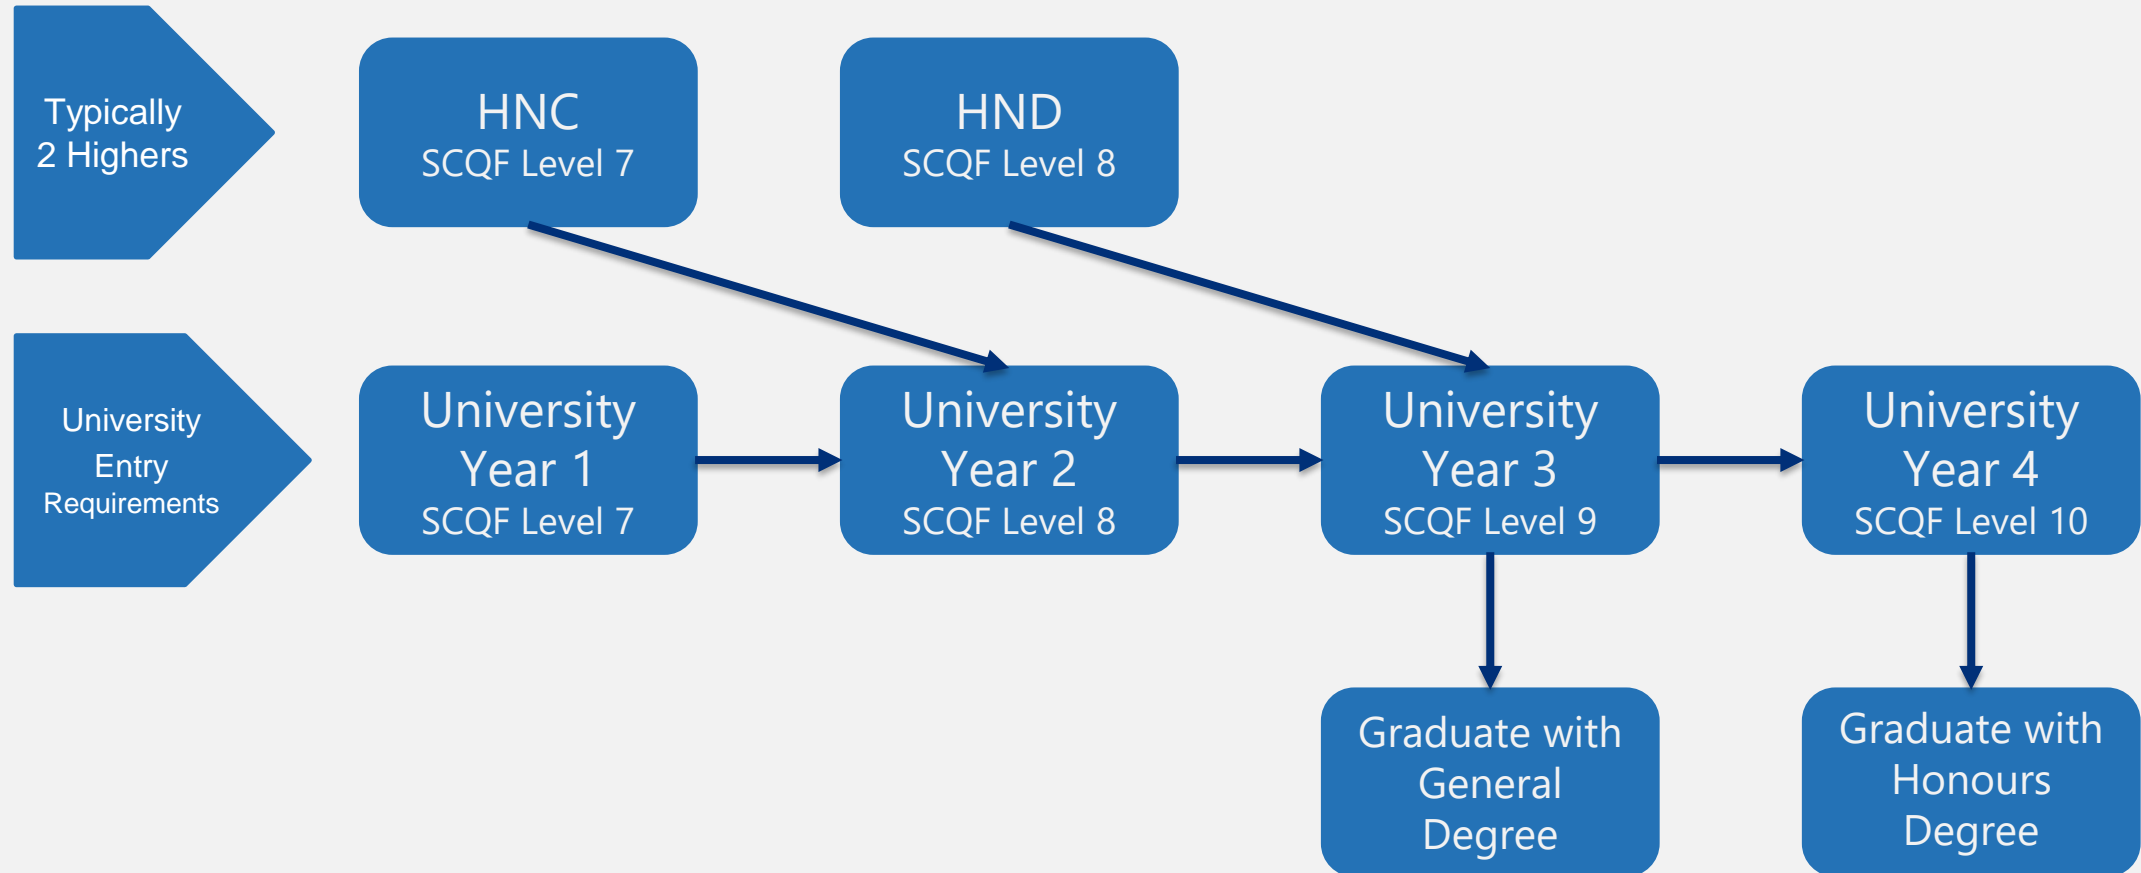 Typically
2 Highers
HNC
SCQF Level 7
HND
SCQF Level 8
University
Entry
Requirements
University
Year 1
SCQF Level 7
University
Year 2
SCQF Level 8
University
Year 3
SCQF Level 9
University
Year 4
SCQF Level 10
Graduate with
General
Degree
Graduate with
Honours
Degree